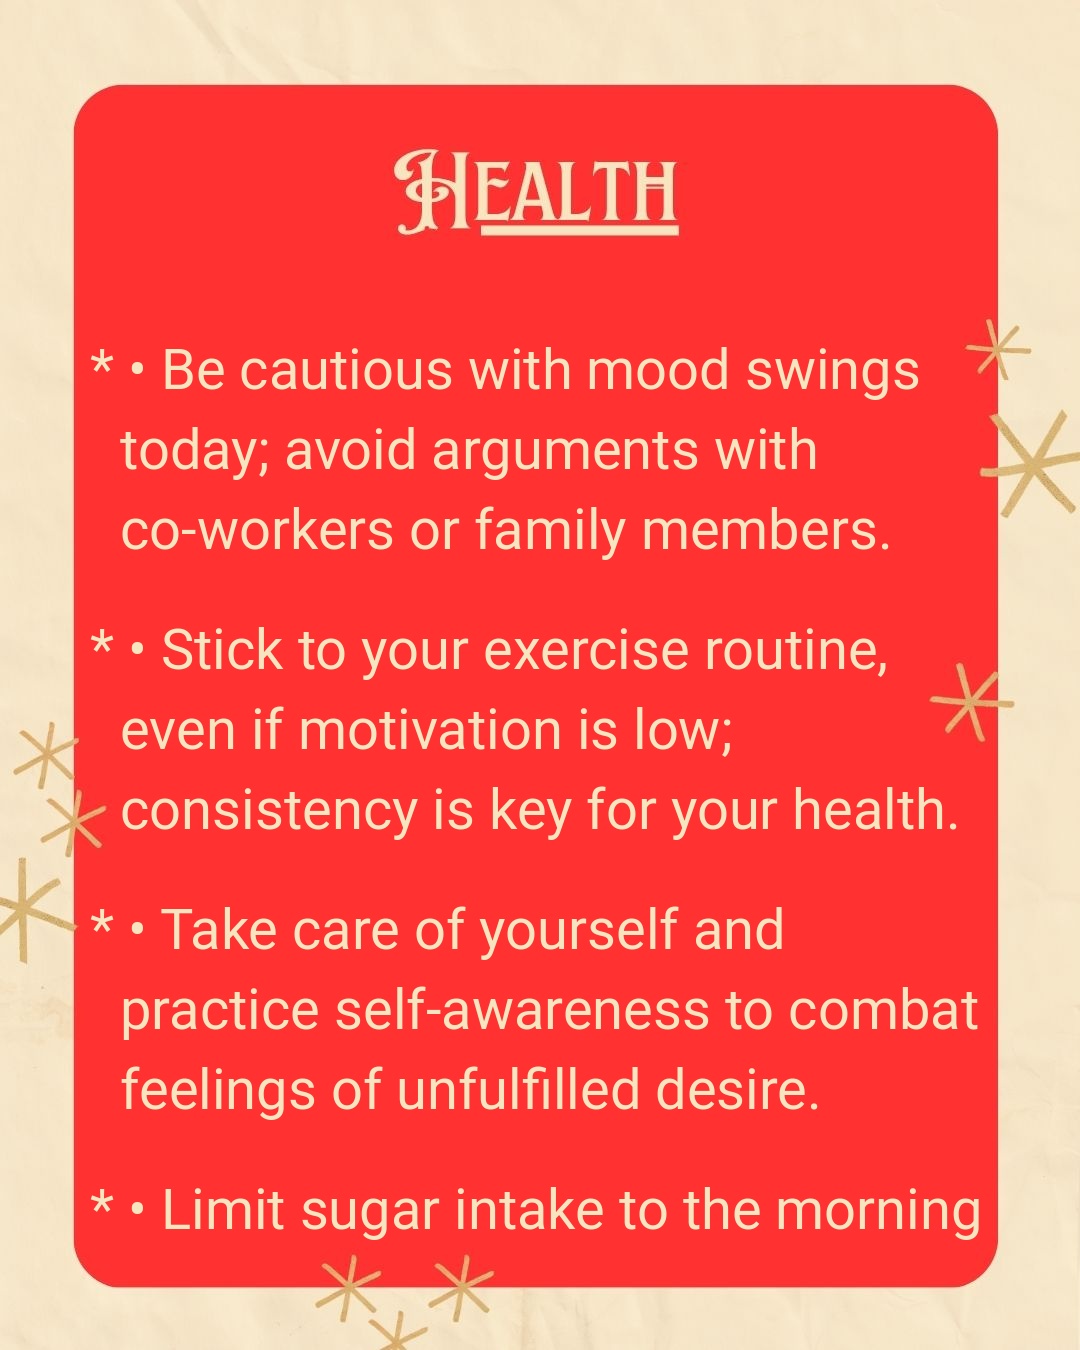 HEALTH
* • Be cautious with mood swings
today; avoid arguments with
co-workers or family members.
* • Stick to your exercise routine,
even if motivation is low;
consistency is key for your health.
* • Take care of yourself and
practice self-awareness to combat
feelings of unfulfilled desire.
* • Limit sugar intake to the morning